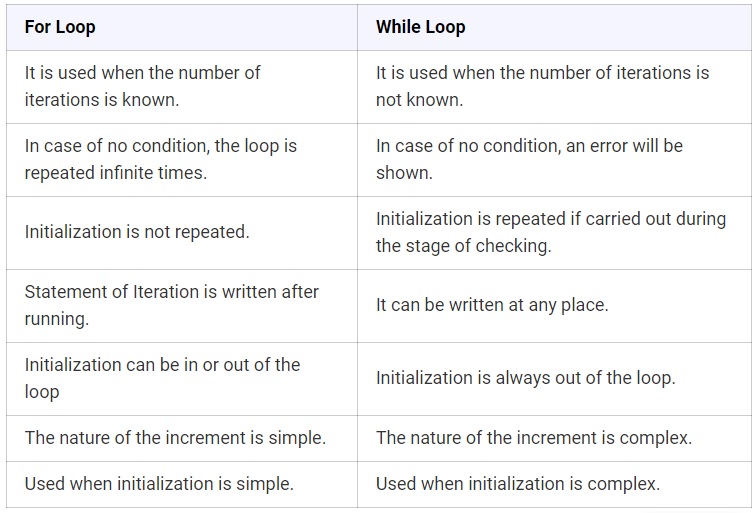 For Loop
While Loop
It is used when the number of
iterations is known.
It is used when the number of iterations is
not known.
In case of no condition, the loop is
repeated infinite times.
In case of no condition, an error will be
shown.
Initialization is not repeated.
Initialization is repeated if carried out during
the stage of checking.
Statement of Iteration is written after
running.
It can be written at any place.
Initialization can be in or out of the
loop
Initialization is always out of the loop.
The nature of the increment is simple.
The nature of the increment is complex.
Used when initialization is simple.
Used when initialization is complex.